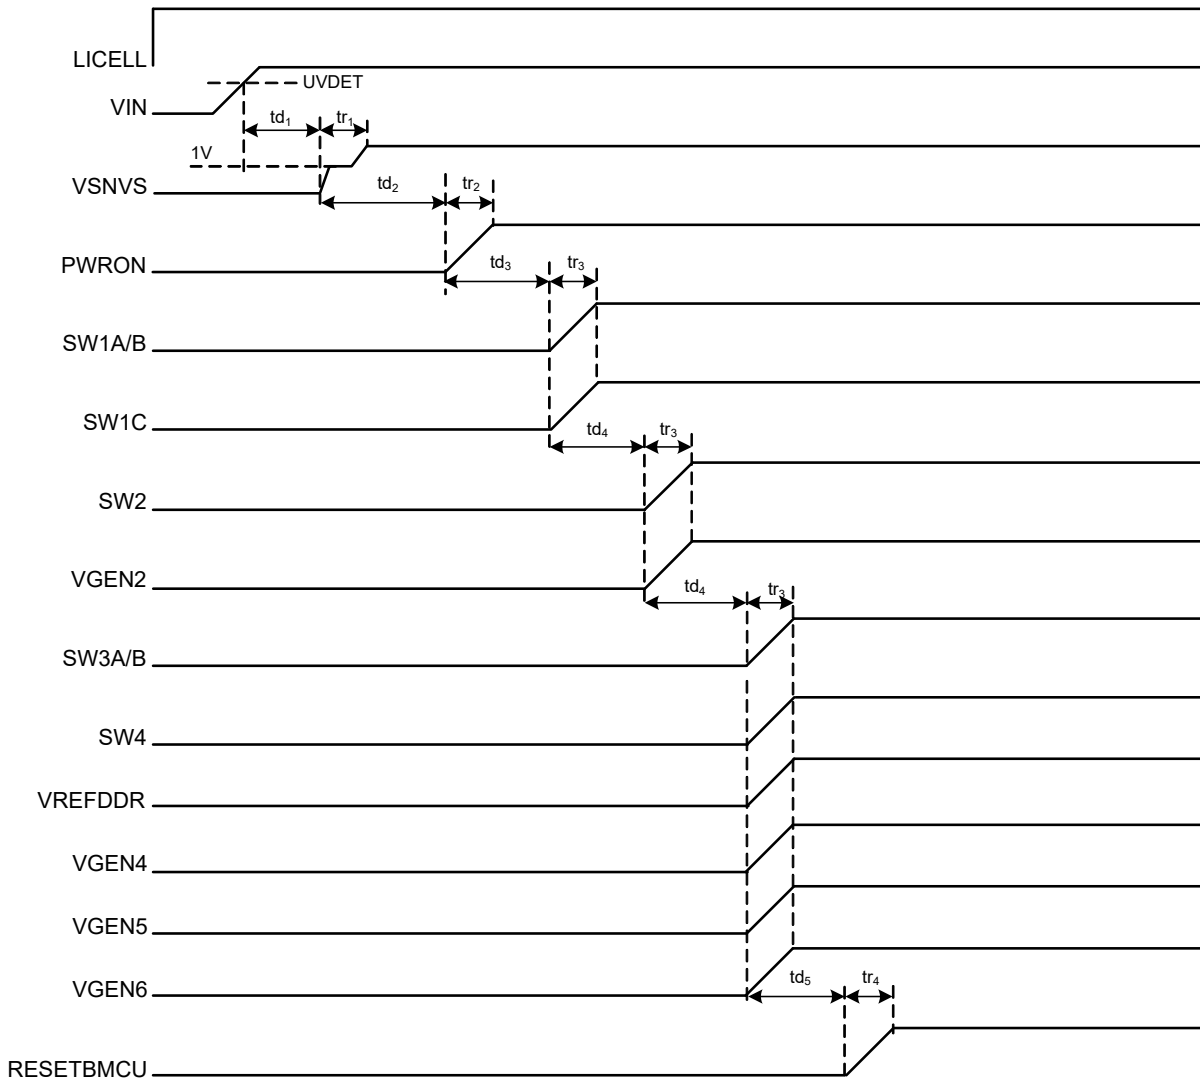 LICELL
UVDET
VIN
td₁ tr₁
1V
VSNVS
td₂ tr₂
PWRON
td₃ tr₃
SW1A/B
SW1C
td₄ tr₃
SW2
VGEN2
td₄ tr₃
SW3A/B
SW4
VREFDDR
VGEN4
VGEN5
VGEN6
td₅ tr₄
RESETBMCU